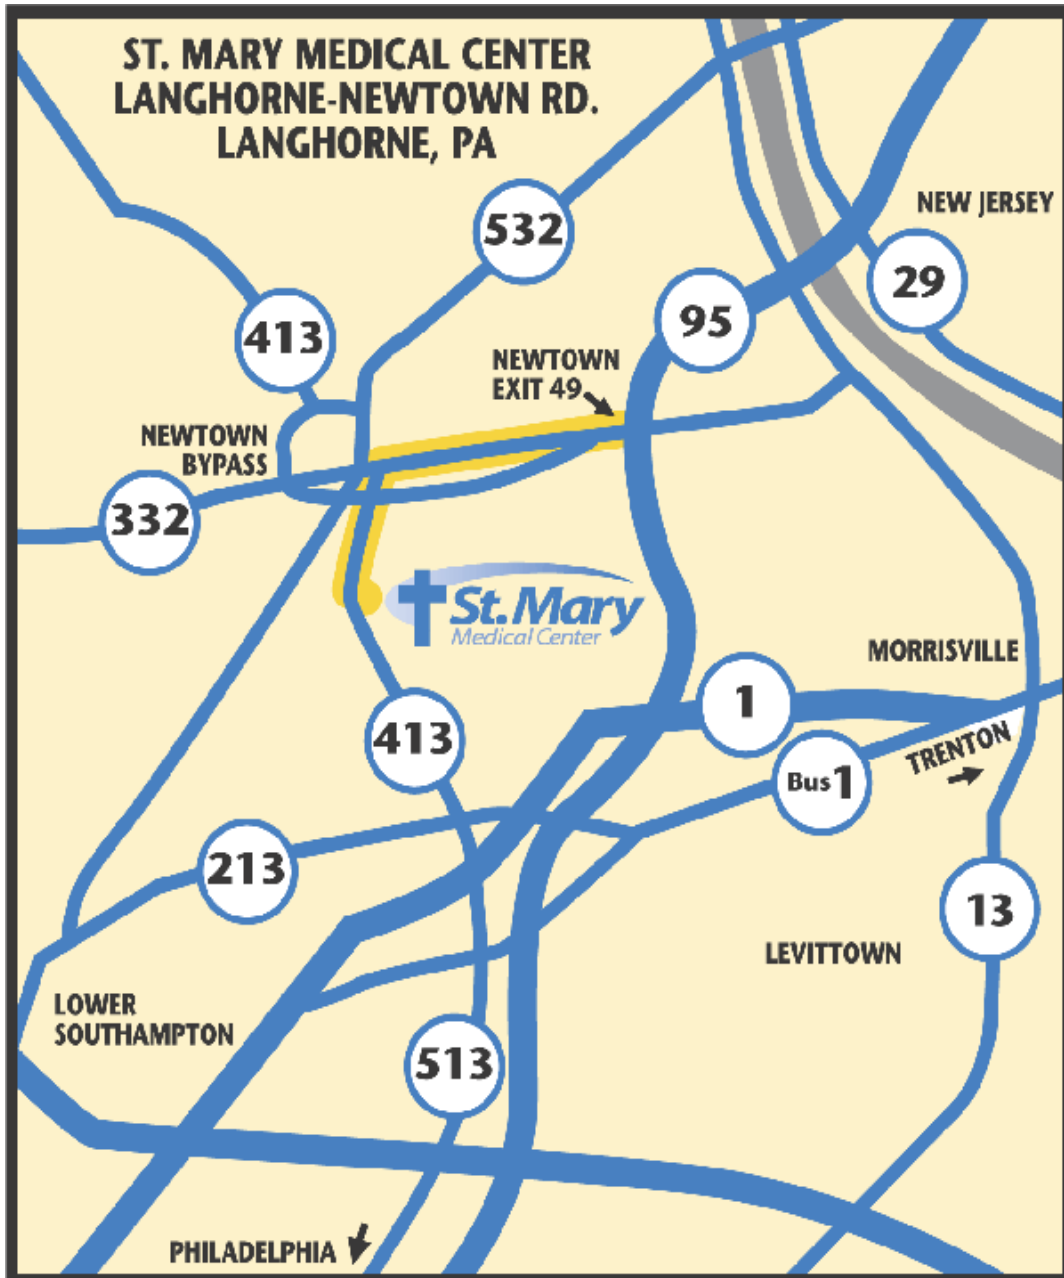 ST. MARY MEDICAL CENTER
LANGHORNE-NEWTOWN RD.
LANGHORNE, PA
532
NEW JERSEY
29
95
413
NEWTOWN
EXIT 49
NEWTOWN
BYPASS
332
St. Mary
Medical Center
MORRISVILLE
1
413
TRENTON
Bus 1
213
13
LEVITTOWN
LOWER
SOUTHAMPTON
513
PHILADELPHIA